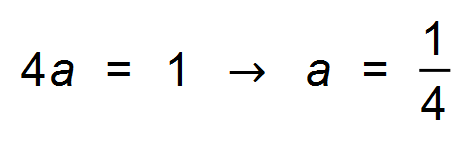 4a = 1 → a = 1/4